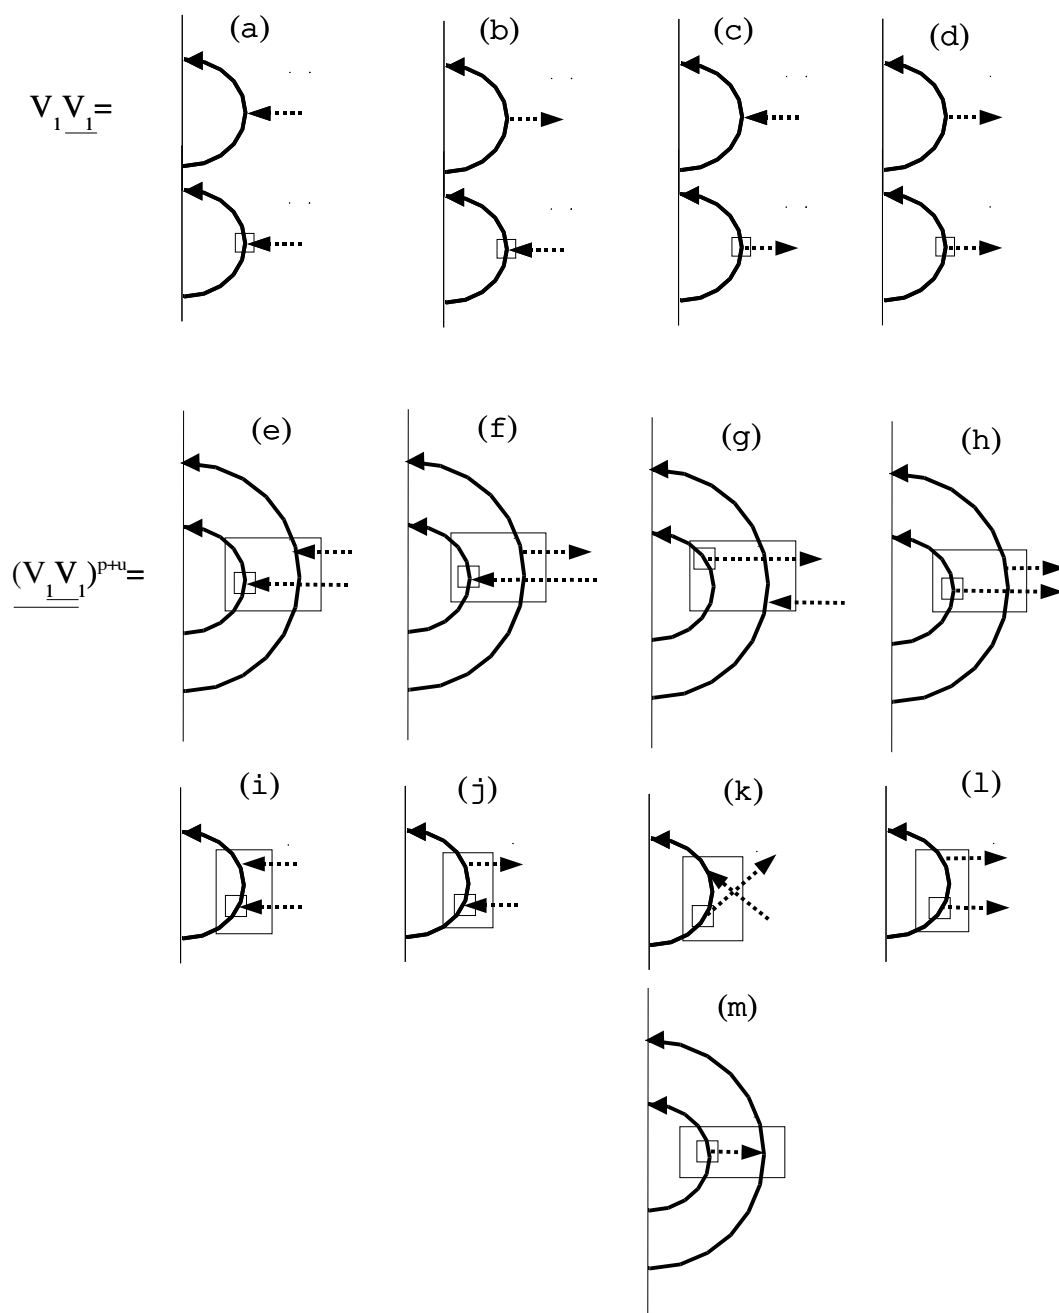 (a) (b) (c) (d)
V₁V₁=
(e) (f) (g) (h)
(V₁V₁)ᵖ⁺ᵘ=
(i) (j) (k) (l)
(m)